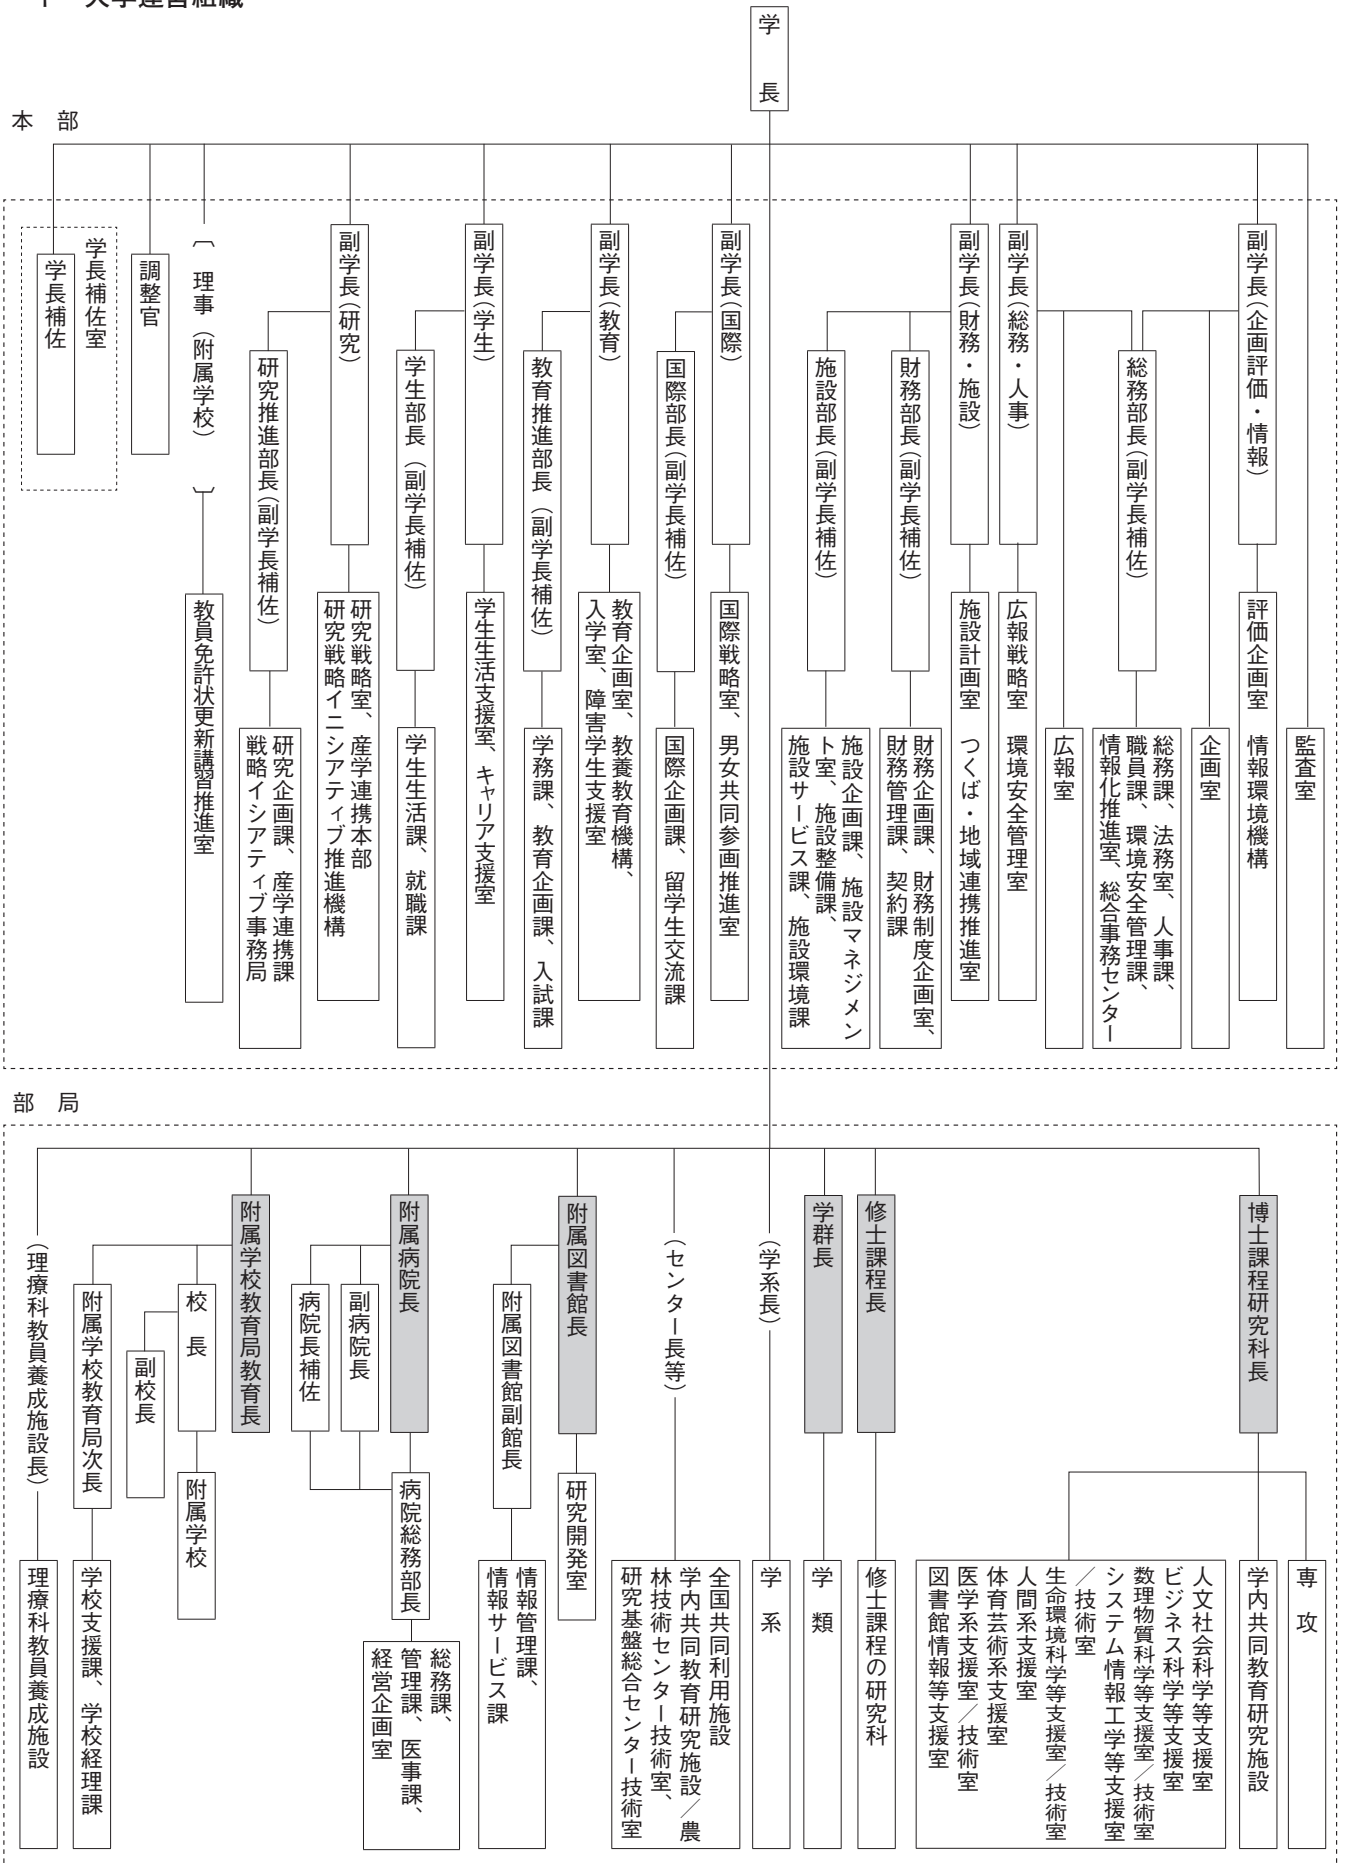 学　長
本　部
監査室
副学長(企画評価・情報)
評価企画室　情報環境機構
企画室
総務部長(副学長補佐)
総務課、法務室、人事課、
職員課、環境安全管理課、
情報化推進室、総合事務センター
広報室
副学長(総務・人事)
広報戦略室　環境安全管理室
副学長(財務・施設)
施設計画室　つくば・地域連携推進室
財務部長(副学長補佐)
財務企画課、財務制度企画室、
財務管理課、契約課
施設部長(副学長補佐)
施設企画課、施設マネジメン
ト室、施設整備課、
施設サービス課、施設環境課
副学長(国際)
国際戦略室、男女共同参画推進室
国際部長(副学長補佐)
国際企画課、留学生交流課
副学長(教育)
教育企画室、教養教育機構、
入学室、障害学生支援室
教育推進部長(副学長補佐)
学務課、教育企画課、入試課
副学長(学生)
学生生活支援室、キャリア支援室
学生部長(副学長補佐)
学生生活課、就職課
副学長(研究)
研究戦略室、産学連携本部
研究戦略イニシアティブ推進機構
研究推進部長(副学長補佐)
研究企画課、産学連携課
戦略イシアティブ事務局
〔　理事(附属学校)　〕
教員免許状更新講習推進室
調整官
学長補佐室
学長補佐
部　局
博士課程研究科長
専　攻
学内共同教育研究施設
人文社会科学等支援室
ビジネス科学等支援室
数理物質科学等支援室／技術室
システム情報工学等支援室
／技術室
生命環境科学等支援室／技術室
人間系支援室
体育芸術系支援室
医学系支援室／技術室
図書館情報等支援室
修士課程長
修士課程の研究科
学群長
学　類
(学系長)
学　系
(センター長等)
全国共同利用施設
学内共同教育研究施設／農
林技術センター技術室、
研究基盤総合センター技術室
附属図書館長
研究開発室
附属図書館副館長
情報管理課、
情報サービス課
附属病院長
副病院長
病院長補佐
病院総務部長
総務課、
管理課、医事課、
経営企画室
附属学校教育局教育長
校　長
附属学校
副校長
附属学校教育局次長
学校支援課、学校経理課
(理療科教員養成施設長)
理療科教員養成施設